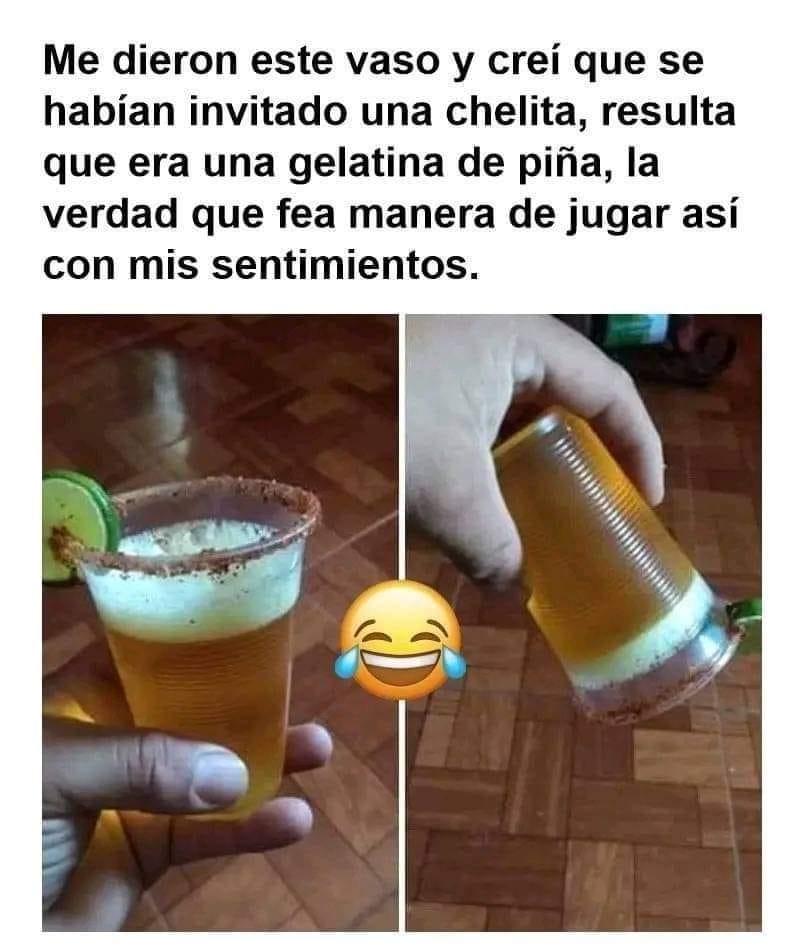 Me dieron este vaso y creí que se
habían invitado una chelita, resulta
que era una gelatina de piña, la
verdad que fea manera de jugar así
con mis sentimientos.